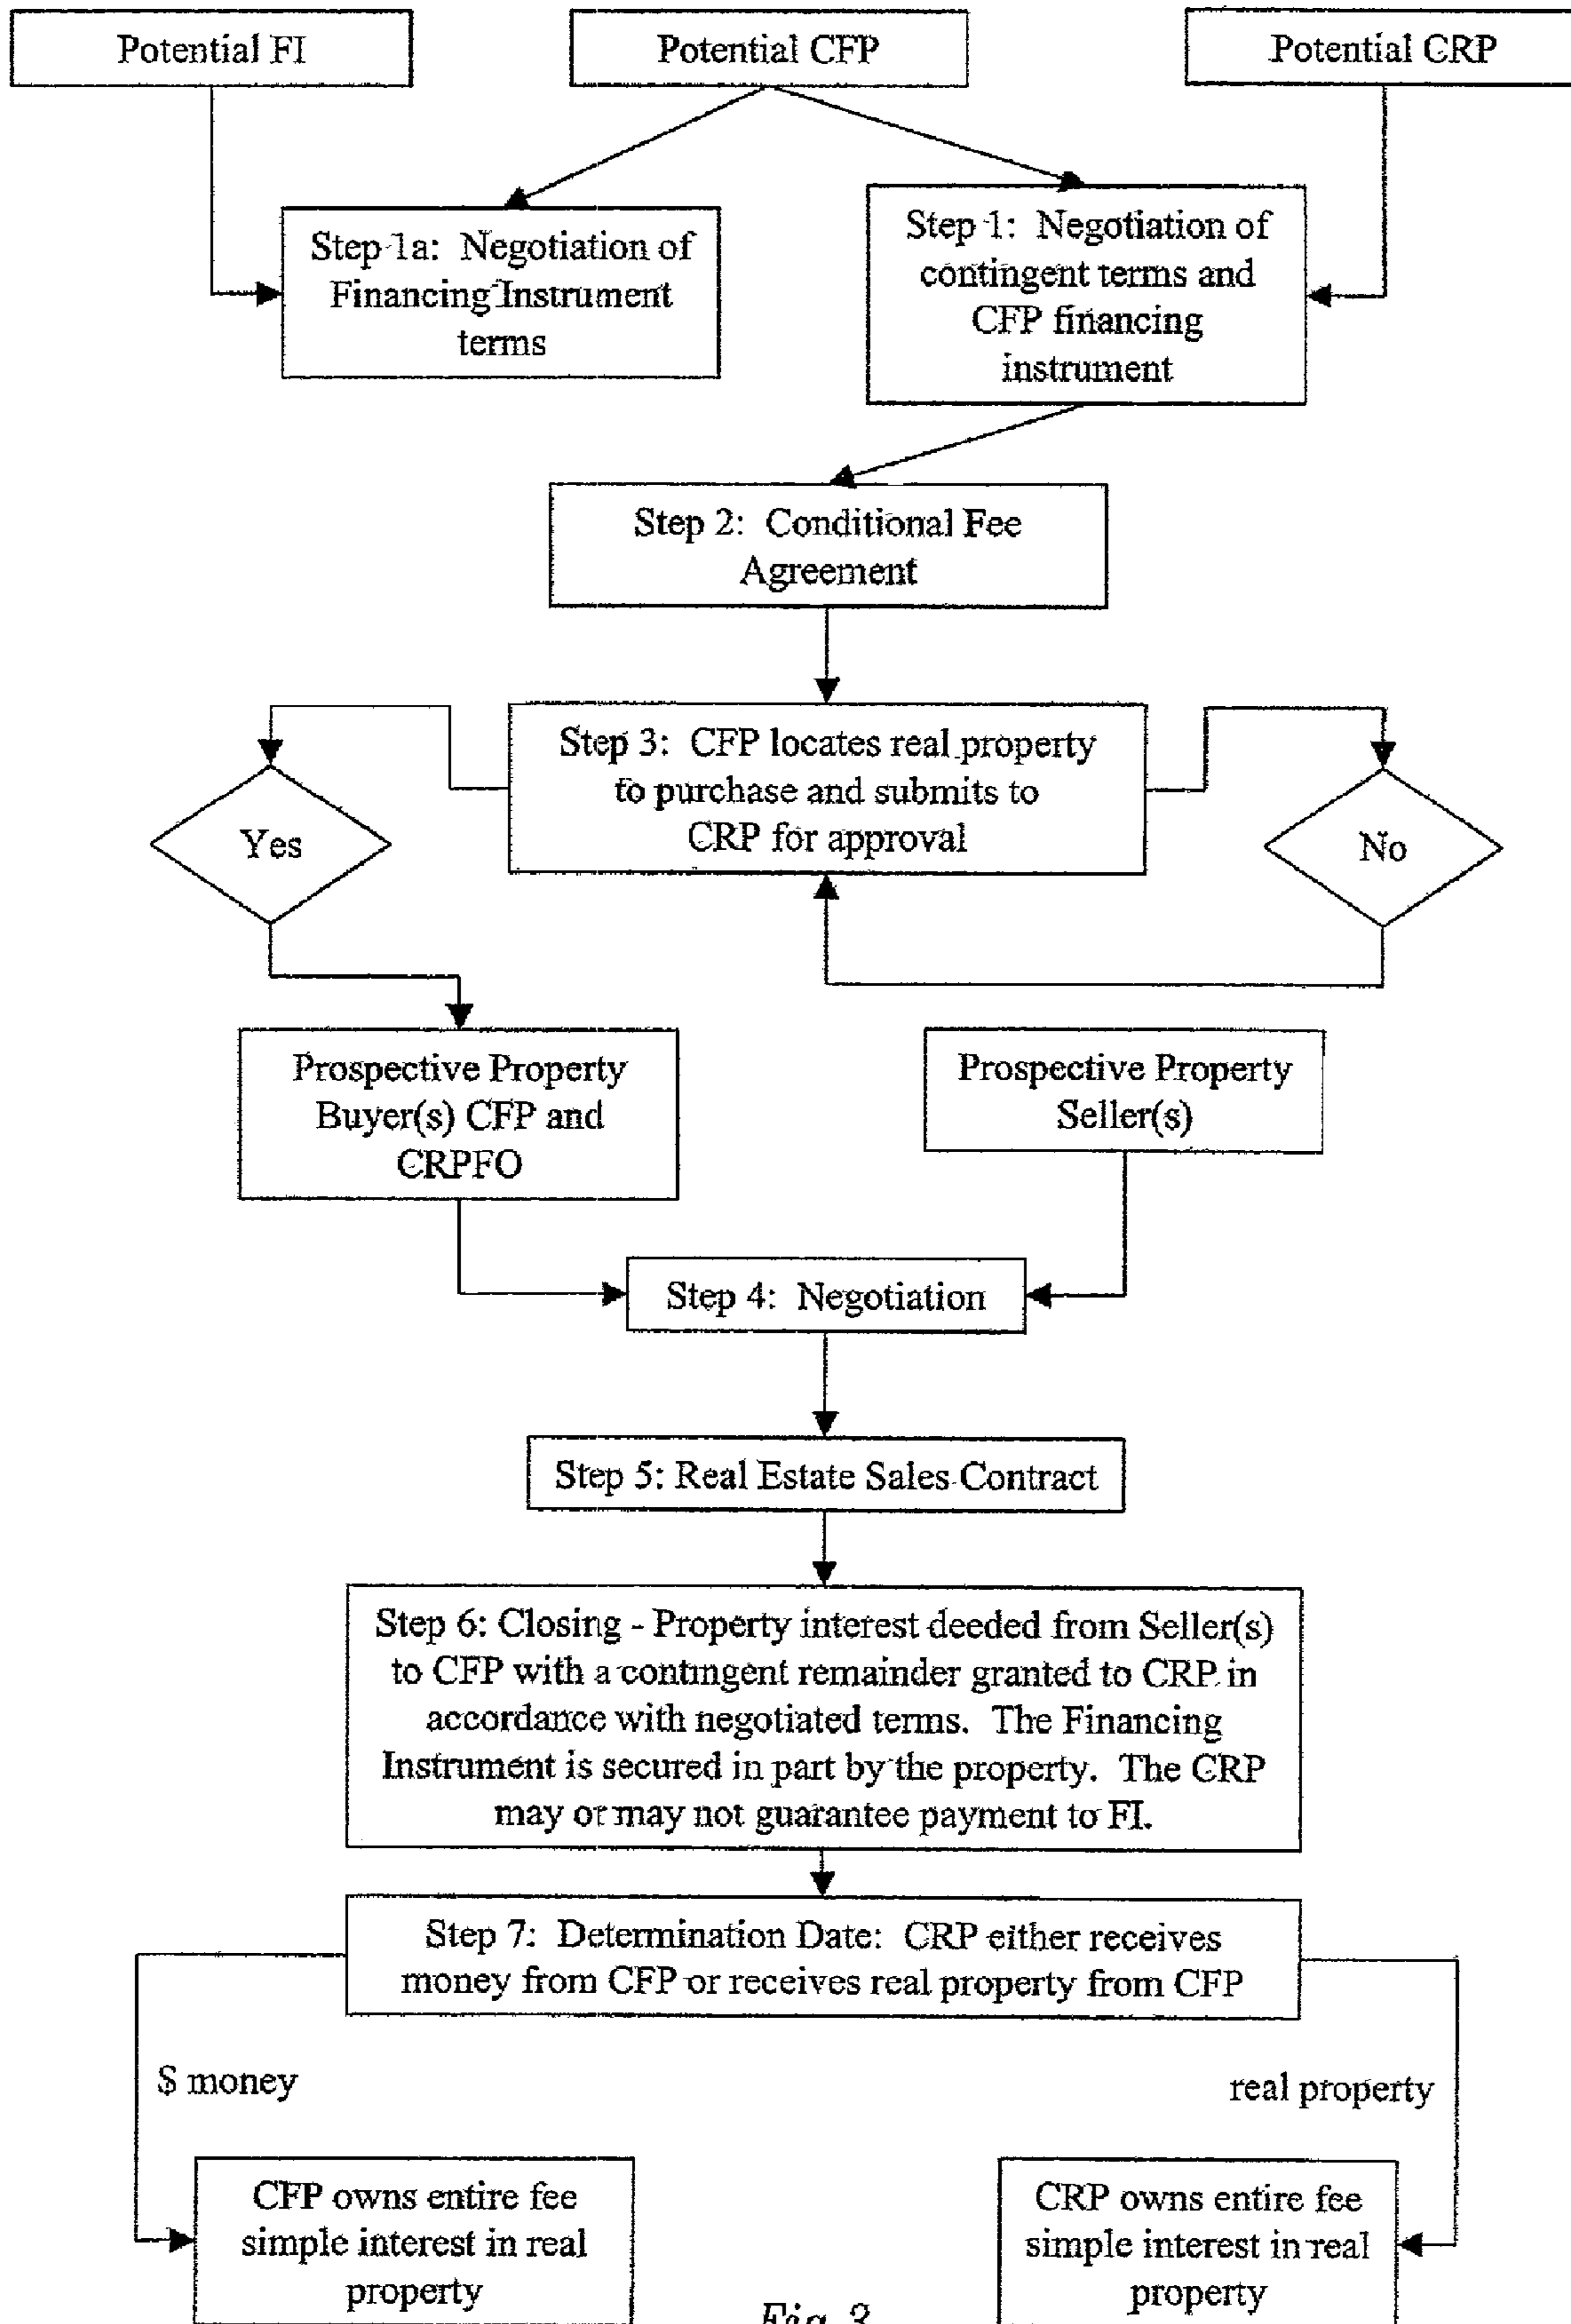 Potential FI
Potential CFP
Potential CRP
Step 1a: Negotiation of
Financing Instrument
terms
Step 1: Negotiation of
contingent terms and
CFP financing
instrument
Step 2: Conditional Fee
Agreement
Step 3: CFP locates real property
to purchase and submits to
CRP for approval
Yes
No
Prospective Property
Buyer(s) CFP and
CRPFO
Prospective Property
Seller(s)
Step 4: Negotiation
Step 5: Real Estate Sales Contract
Step 6: Closing - Property interest deeded from Seller(s)
to CFP with a contingent remainder granted to CRP in
accordance with negotiated terms. The Financing
Instrument is secured in part by the property. The CRP
may or may not guarantee payment to FI.
Step 7: Determination Date: CRP either receives
money from CFP or receives real property from CFP
$ money
real property
CFP owns entire fee
simple interest in real
property
CRP owns entire fee
simple interest in real
property
Fig. 3